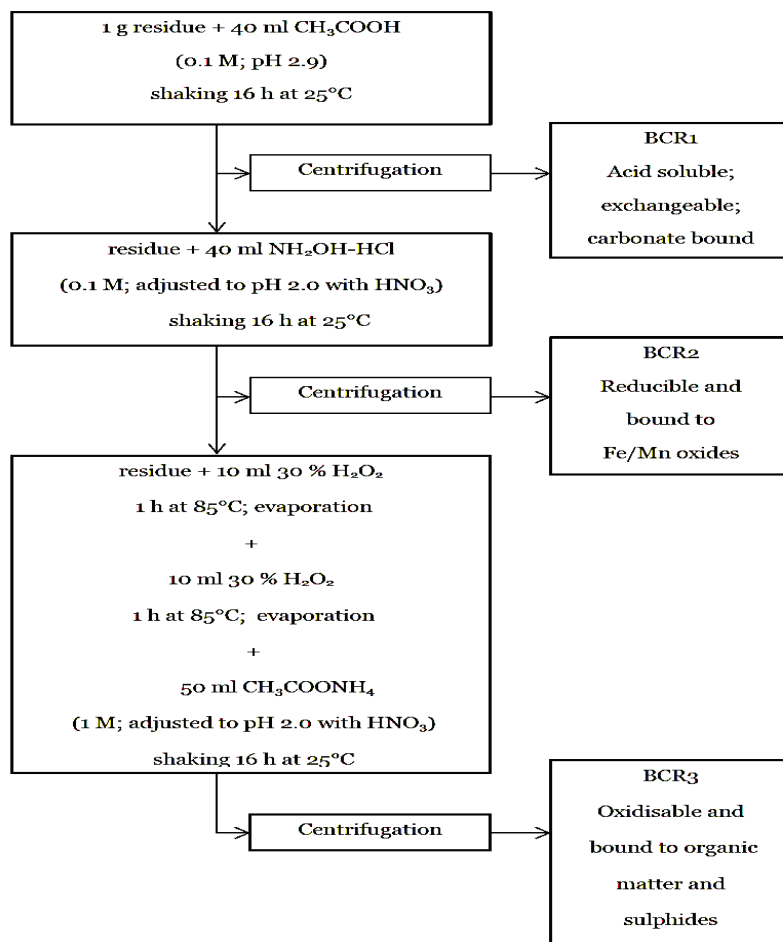 1 g residue + 40 ml CH₃COOH
(0.1 M; pH 2.9)
shaking 16 h at 25°C
Centrifugation
BCR1
Acid soluble;
exchangeable;
carbonate bound
residue + 40 ml NH₂OH-HCl
(0.1 M; adjusted to pH 2.0 with HNO₃)
shaking 16 h at 25°C
Centrifugation
BCR2
Reducible and
bound to
Fe/Mn oxides
residue + 10 ml 30 % H₂O₂
1 h at 85°C; evaporation
+
10 ml 30 % H₂O₂
1 h at 85°C; evaporation
+
50 ml CH₃COONH₄
(1 M; adjusted to pH 2.0 with HNO₃)
shaking 16 h at 25°C
Centrifugation
BCR3
Oxidisable and
bound to organic
matter and
sulphides